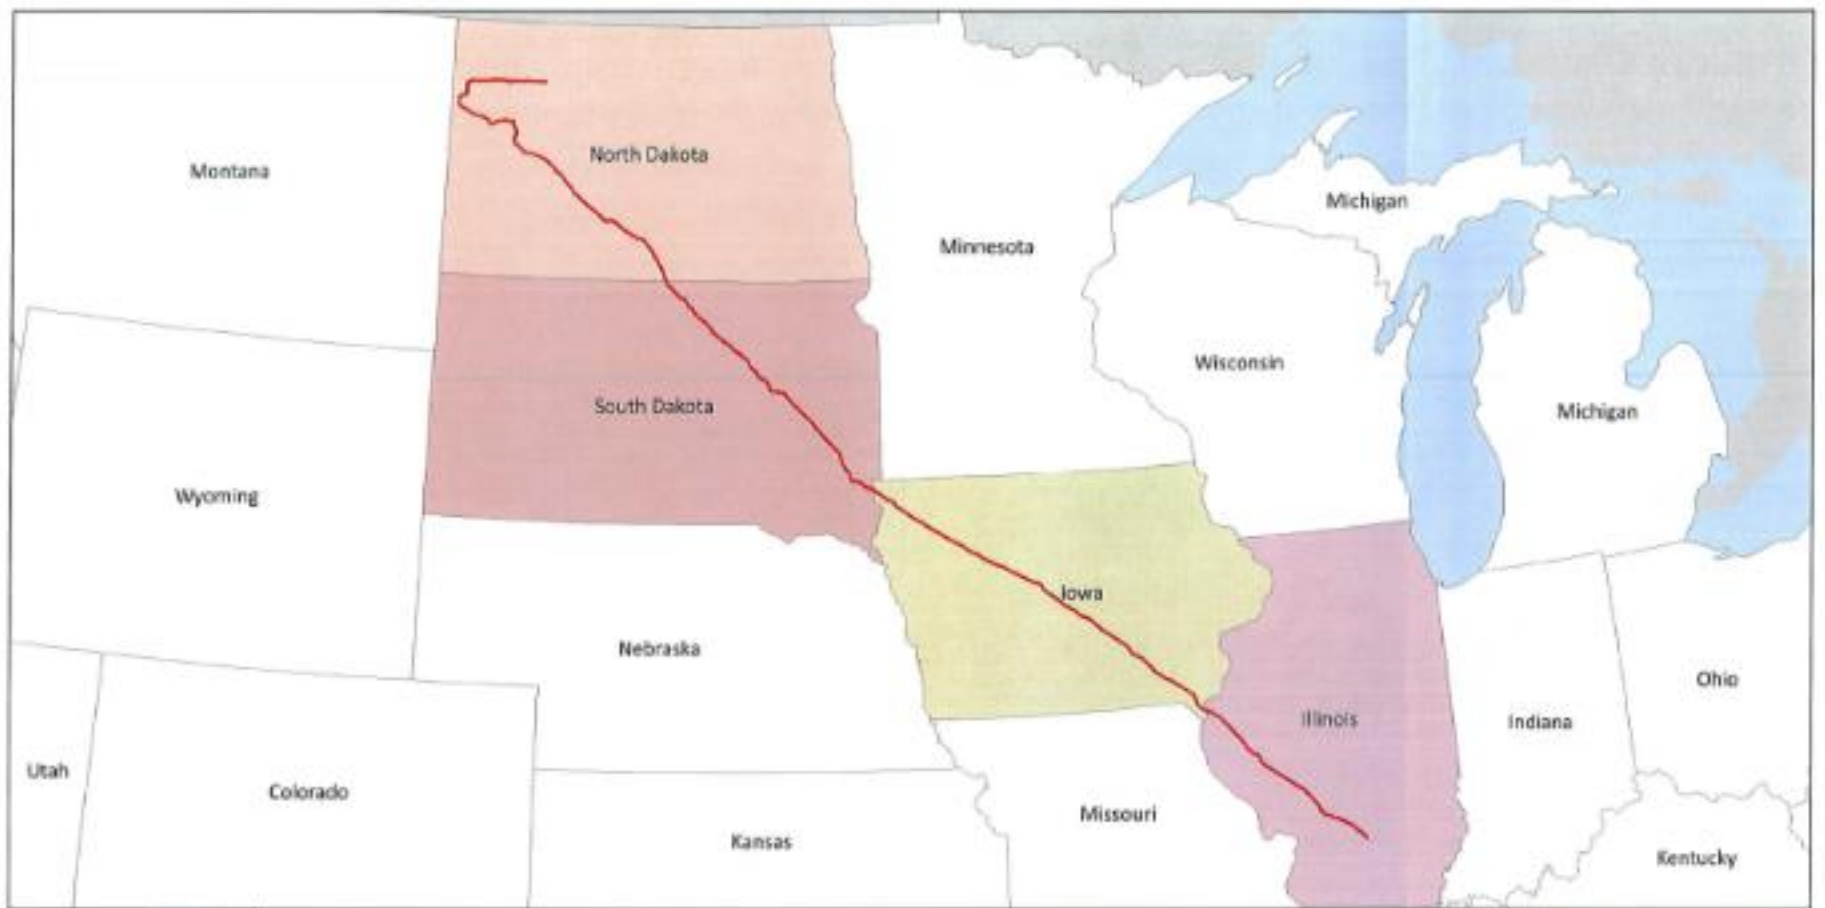 North Dakota
Montana
Michigan
Minnesota
Wisconsin
South Dakota
Michigan
Wyoming
Iowa
Nebraska
Ohio
Illinois
Indiana
Utah
Colorado
Missouri
Kansas
Kentucky